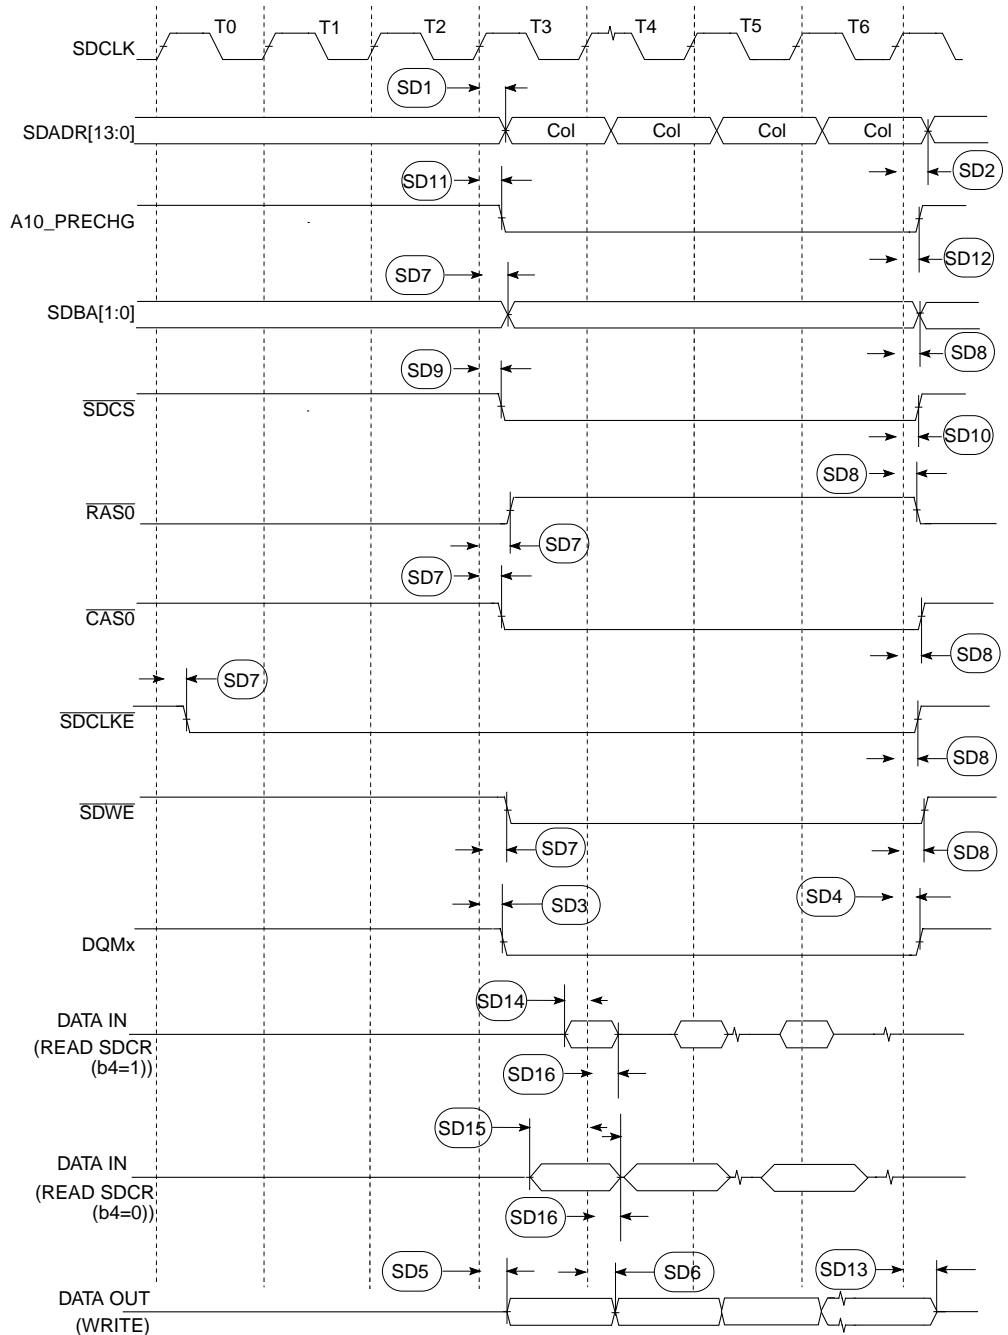 T0 T1 T2 T3 T4 T5 T6
SDCLK
SD1
SDADR[13:0] Col Col Col Col
SD2
SD11
A10_PRECHG
SD12
SD7
SDBA[1:0]
SD8
SD9
SDCS
SD10
SD8
RAS0
SD7
SD7
CAS0
SD8
SD7
SDCLKE
SD8
SDWE
SD7 SD8
SD3 SD4
DQMx
SD14
DATA IN
(READ SDCR
(b4=1))
SD16
SD15
DATA IN
(READ SDCR
(b4=0))
SD16
SD5 SD6 SD13
DATA OUT
(WRITE)